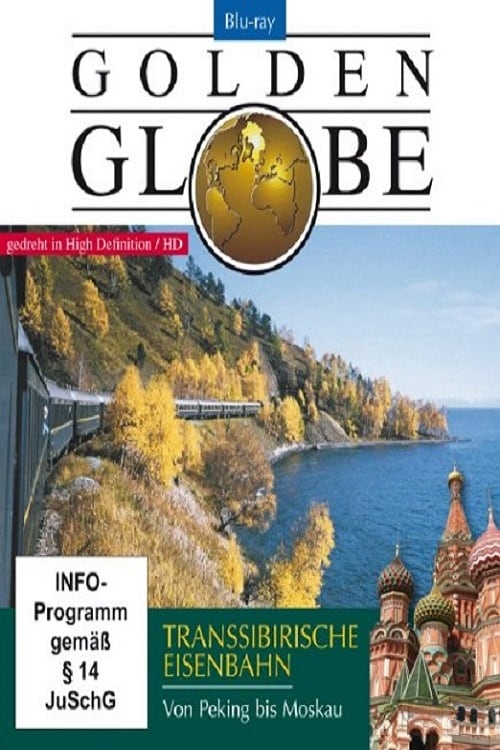 Blu-ray
GOLDEN
GLOBE
gedreht in High Definition / HD
INFO-
Programm
gemäß
§ 14
JuSchG
TRANSSIBIRISCHE
EISENBAHN
Von Peking bis Moskau